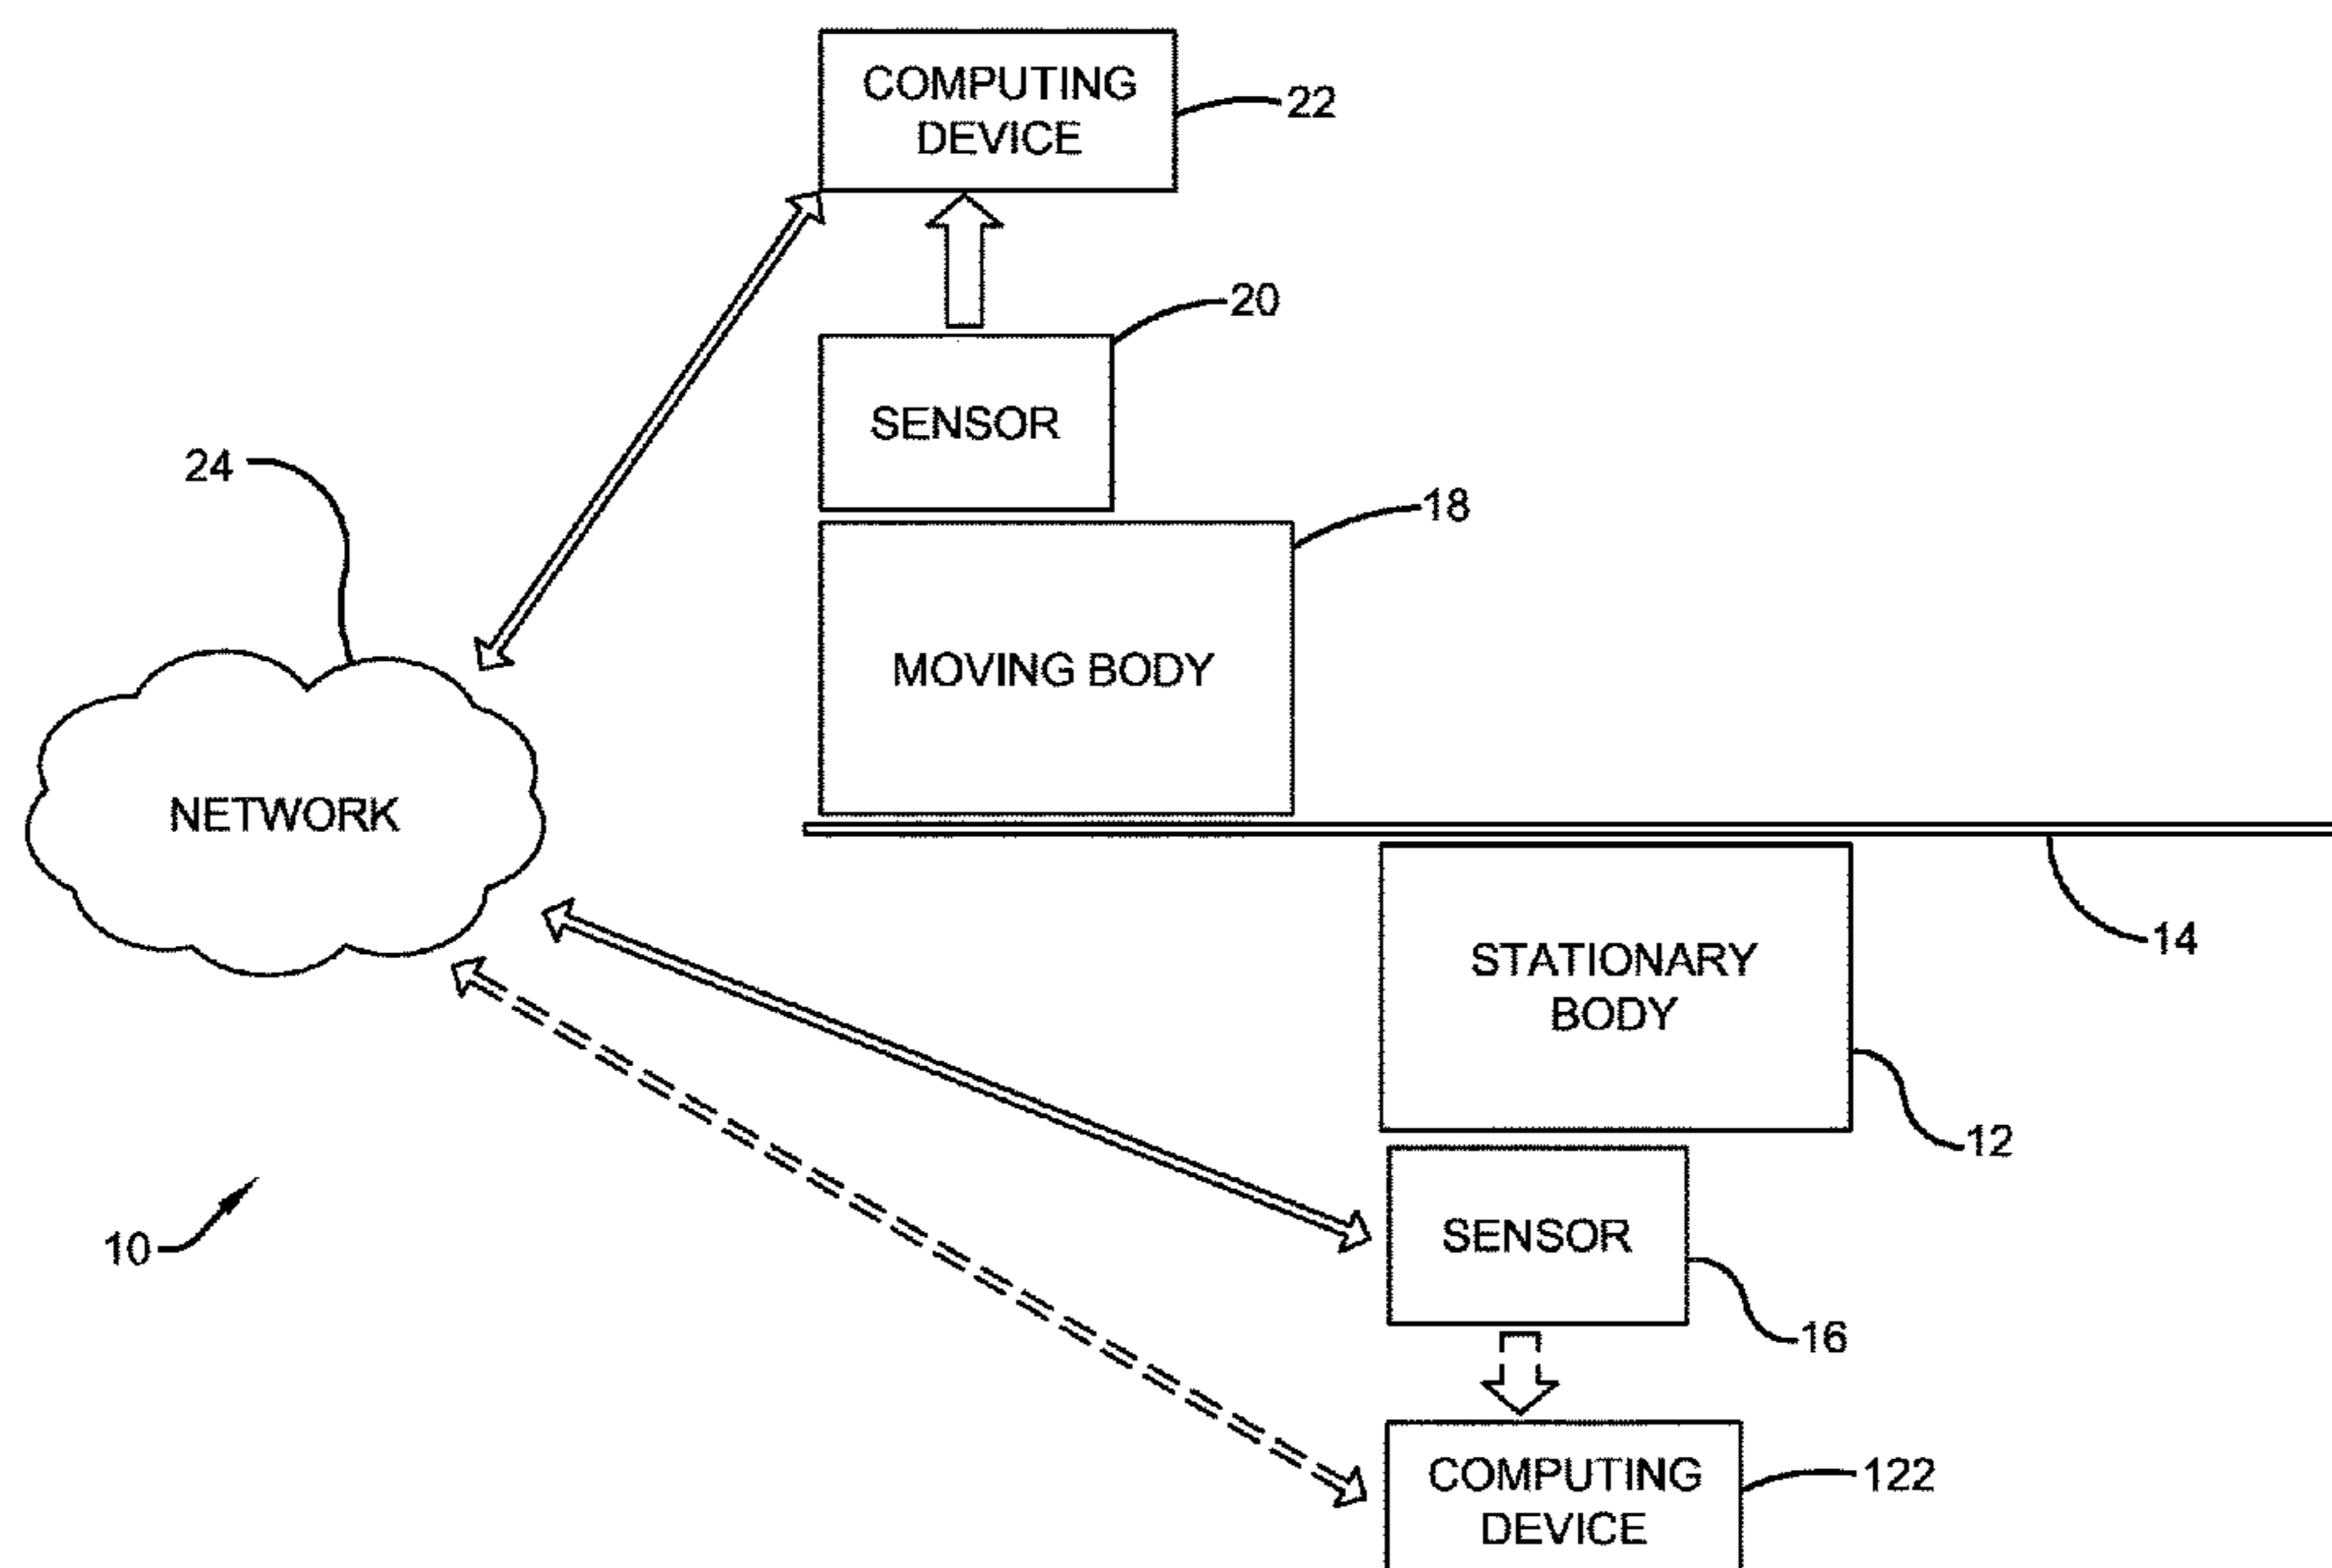 COMPUTING
DEVICE
22
20
SENSOR
18
24
MOVING BODY
NETWORK
14
STATIONARY
BODY
12
10
SENSOR
16
COMPUTING
DEVICE
122